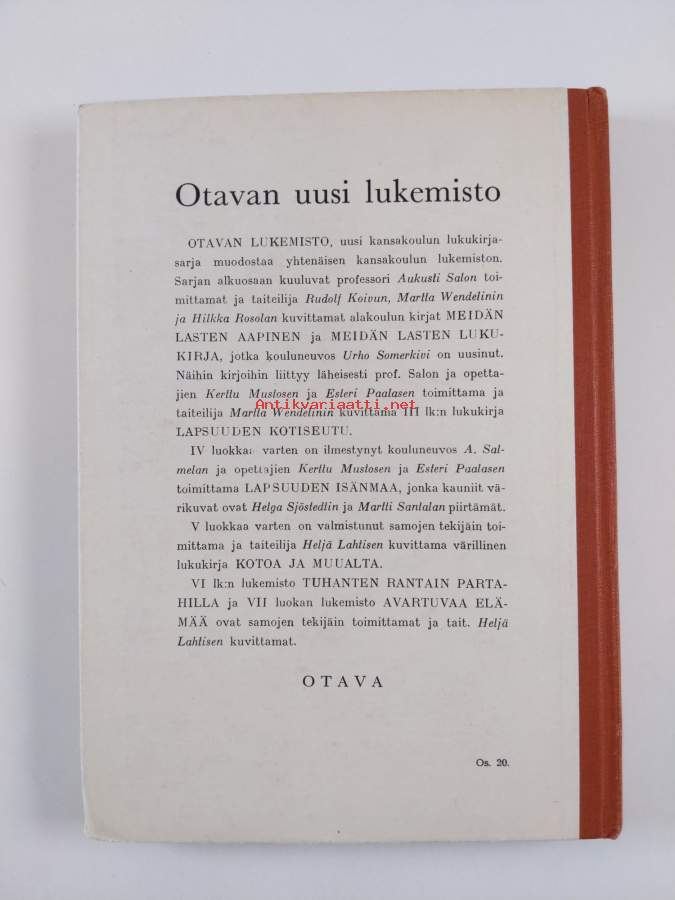 Otavan uusi lukemisto
OTAVAN LUKEMISTO, uusi kansakoulun lukukirja-
sarja muodostaa yhtenäisen kansakoulun lukemiston.
Sarjan alkuosaan kuuluvat professori Aukusti Salon toi-
mittamat ja taiteilija Rudolf Koivun, Martta Wendelinin
ja Hilkka Rosolan kuvittamat alakoulun kirjat MEIDÄN
LASTEN AAPINEN ja MEIDÄN LASTEN LUKU-
KIRJA, jotka kouluneuvos Urho Somerkivi on uusinut.
Näihin kirjoihin liittyy läheisesti prof. Salon ja opetta-
jien Kerttu Mustosen ja Esteri Paalasen toimittama ja
Antikvariaatti.net
taiteilija Martta Wendelinin kuvittama III lk:n lukukirja
LAPSUUDEN KOTISEUTU.
IV luokkaa varten on ilmestynyt kouluneuvos A. Sal-
melan ja opettajien Kerttu Mustosen ja Esteri Paalasen
toimittama LAPSUUDEN ISÄNMAA, jonka kauniit vä-
rikuvat ovat Helga Sjöstedtin ja Martti Santalan piirtämät.
V luokkaa varten on valmistunut samojen tekijäin toi-
mittama ja taiteilija Heljä Lahtisen kuvittama värillinen
lukukirja KOTOA JA MUUALTA.
VI lk:n lukemisto TUHANTEN RANTAIN PARTA-
HILLA ja VII luokan lukemisto AVARTUVAA ELÄ-
MÄÄ ovat samojen tekijäin toimittamat ja tait. Heljä
Lahtisen kuvittamat.
OTAVA
Os. 20.